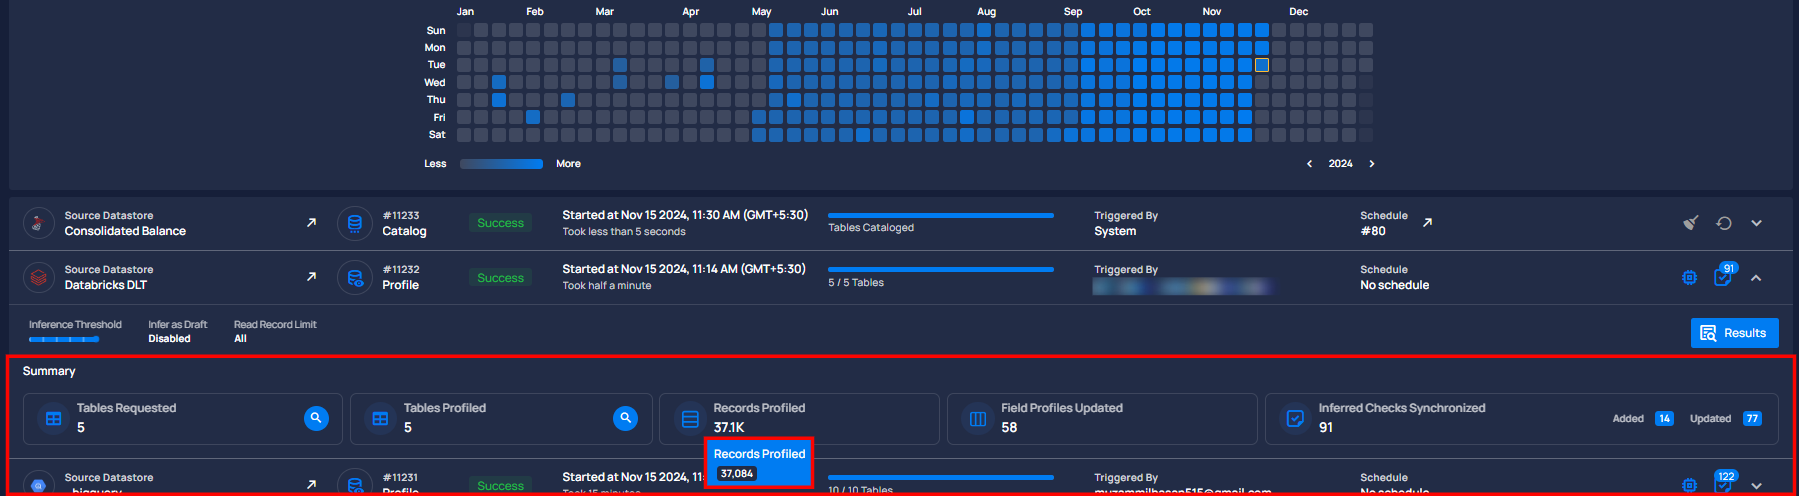 Jan Feb Mar Apr May Jun Jul Aug Sep Oct Nov Dec
Sun
Mon
Tue
Wed
Thu
Fri
Sat
Less More 2024
Source Datastore #11233 Started at Nov 15 2024, 11:30 AM (GMT+5:30) Triggered By Schedule
Consolidated Balance Catalog Success Took less than 5 seconds Tables Cataloged System #80
Source Datastore #11232 Started at Nov 15 2024, 11:14 AM (GMT+5:30) Triggered By Schedule 91
Databricks DLT Profile Success Took half a minute 5 / 5 Tables No schedule
Inference Threshold Infer as Draft Read Record Limit
Disabled All Results
Summary
Tables Requested Tables Profiled Records Profiled Field Profiles Updated Inferred Checks Synchronized
5 5 37.1K 58 91 Added 14 Updated 77
Records Profiled
37,084
Source Datastore #11231 Started at Nov 15 2024, 11: Triggered By Schedule 122
bigquery Profile Success Took 15 minutes 10 / 10 Tables muzammilhasan515@gmail.com No schedule